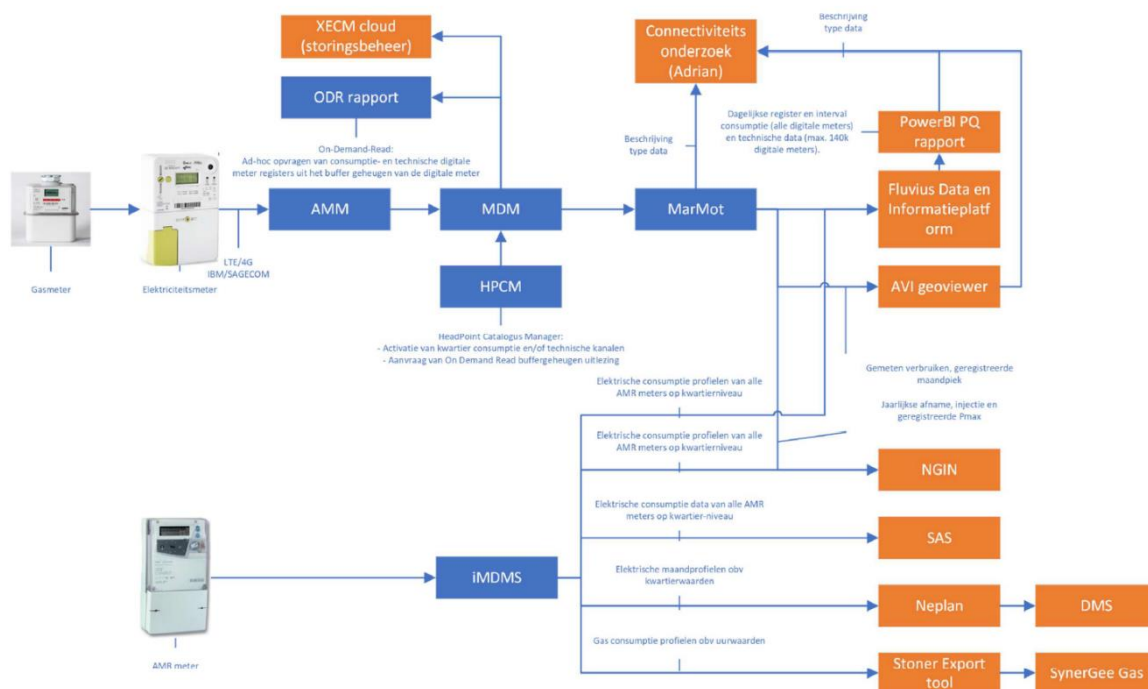 XECM cloud
(storingsbeheer)
Connectiviteits
onderzoek
(Adrian)
Beschrijving
type data
ODR rapport
On-Demand-Read:
Ad-hoc opvragen van consumptie- en technische digitale
meter registers uit het buffer geheugen van de digitale meter
Beschrijving
type data
Dagelijkse register en interval
consumptie (alle digitale meters)
en technische data (max. 140k
digitale meters).
PowerBI PQ
rapport
Gasmeter
Elektriciteitsmeter
LTE/4G
IBM/SAGECOM
AMM
MDM
MarMot
Fluvius Data en
Informatieplatf
orm
HPCM
AVI geoviewer
HeadPoint Catalogus Manager:
- Activatie van kwartier consumptie en/of technische kanalen
- Aanvraag van On Demand Read buffergeheugen uitlezing
Gemeten verbruiken, geregistreerde
maandpiek
Jaarlijkse afname, injectie en
geregistreerde Pmax
Elektrische consumptie profielen van alle
AMR meters op kwartierniveau
Elektrische consumptie profielen van alle
AMR meters op kwartierniveau
NGIN
Elektrische consumptie data van alle AMR
meters op kwartier-niveau
SAS
AMR meter
iMDMS
Elektrische maandprofielen obv
kwartierwaarden
Neplan
DMS
Gas consumptie profielen obv uurwaarden
Stoner Export
tool
SynerGee Gas